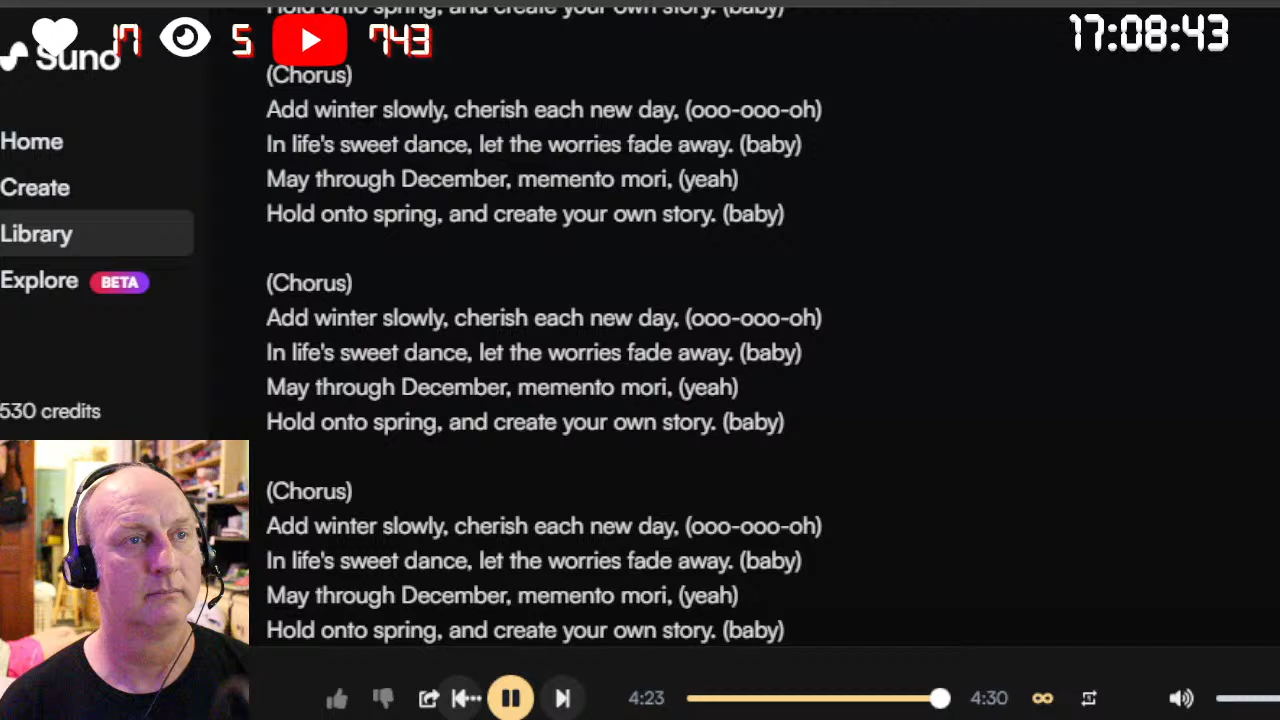 Hold onto spring, and create your own story. (baby)
17 5 743
17:08:43
Suno
(Chorus)
Add winter slowly, cherish each new day, (ooo-ooo-oh)
Home
In life's sweet dance, let the worries fade away. (baby)
May through December, memento mori, (yeah)
Create
Hold onto spring, and create your own story. (baby)
Library
Explore BETA
(Chorus)
Add winter slowly, cherish each new day, (ooo-ooo-oh)
In life's sweet dance, let the worries fade away. (baby)
May through December, memento mori, (yeah)
530 credits
Hold onto spring, and create your own story. (baby)
(Chorus)
Add winter slowly, cherish each new day, (ooo-ooo-oh)
In life's sweet dance, let the worries fade away. (baby)
May through December, memento mori, (yeah)
Hold onto spring, and create your own story. (baby)
4:23 4:30